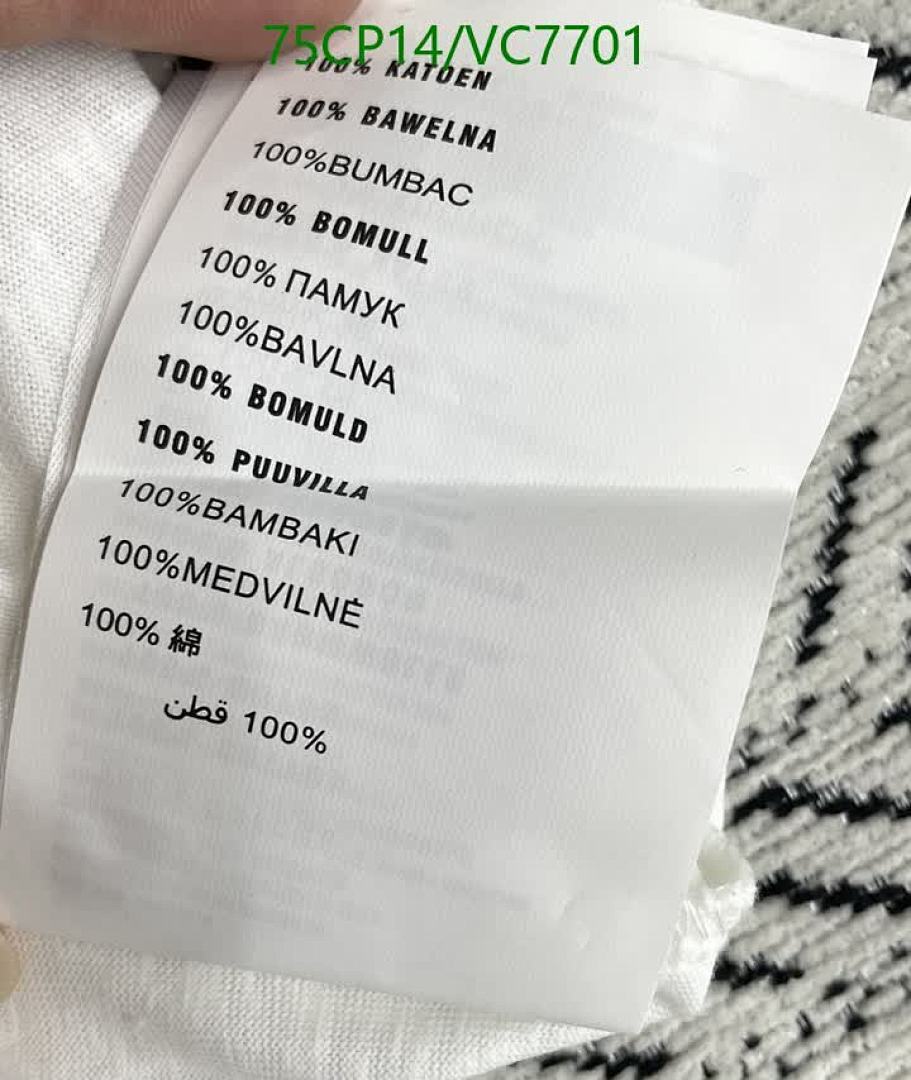 75CP14/VC7701
100% KATOEN
100% BAWELNA
100%BUMBAC
100% BOMULL
100% ПАМУК
100%BAVLNA
100% BOMULD
100% PUUVILLA
100%BAMBAKI
100%MEDVILNĖ
100% 綿
100% قطن